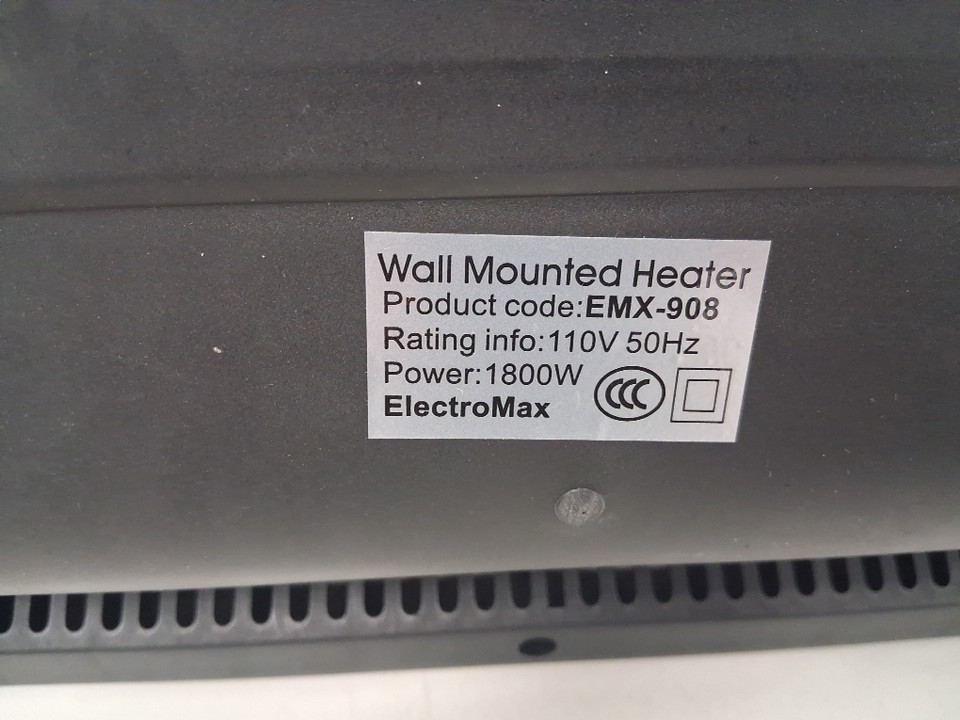 Wall Mounted Heater
Product code:EMX-908
Rating info:110V 50Hz
Power:1800W
ElectroMax
CCC